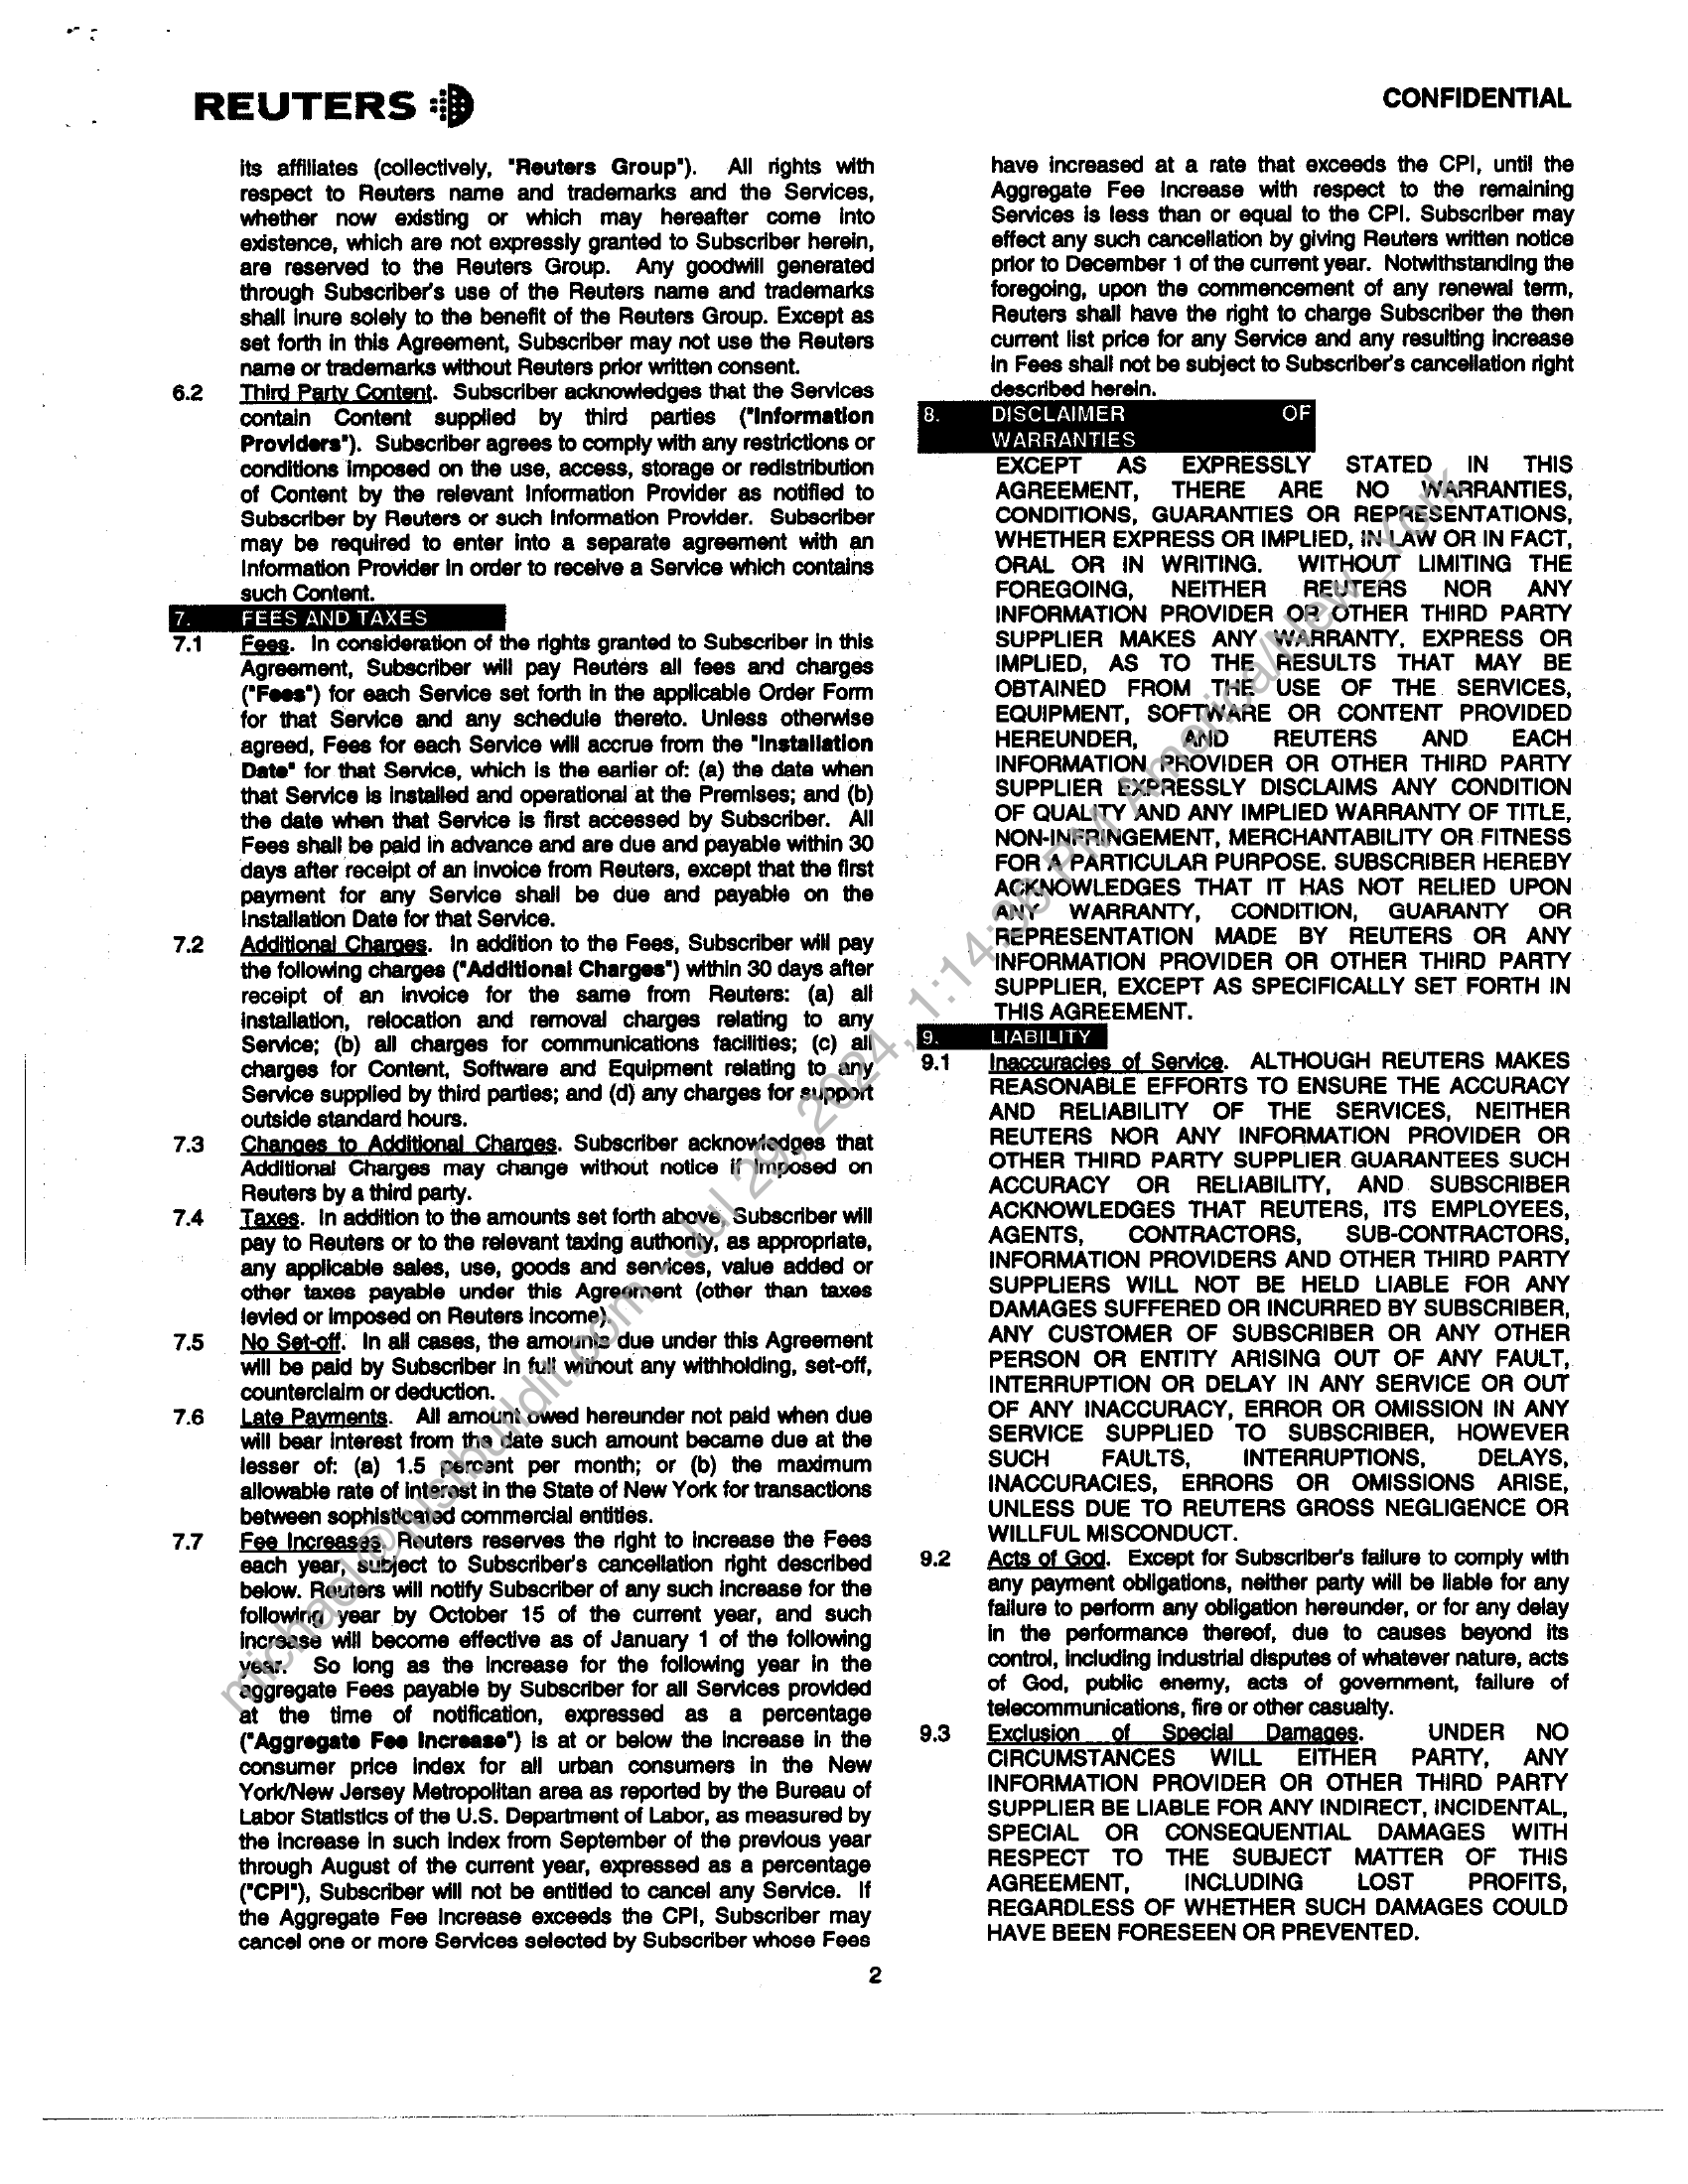 REUTERS
CONFIDENTIAL
its affiliates (collectively, "Reuters Group"). All rights with
respect to Reuters name and trademarks and the Services,
whether now existing or which may hereafter come into
existence, which are not expressly granted to Subscriber herein,
are reserved to the Reuters Group. Any goodwill generated
through Subscriber's use of the Reuters name and trademarks
shall inure solely to the benefit of the Reuters Group. Except as
set forth in this Agreement, Subscriber may not use the Reuters
name or trademarks without Reuters prior written consent.
6.2 Third Party Content. Subscriber acknowledges that the Services
contain Content supplied by third parties ("Information
Providers"). Subscriber agrees to comply with any restrictions or
conditions imposed on the use, access, storage or redistribution
of Content by the relevant Information Provider as notified to
Subscriber by Reuters or such Information Provider. Subscriber
may be required to enter into a separate agreement with an
Information Provider in order to receive a Service which contains
such Content.
7. FEES AND TAXES
7.1 Fees. In consideration of the rights granted to Subscriber in this
Agreement, Subscriber will pay Reuters all fees and charges
("Fees") for each Service set forth in the applicable Order Form
for that Service and any schedule thereto. Unless otherwise
agreed, Fees for each Service will accrue from the "Installation
Date" for that Service, which is the earlier of: (a) the date when
that Service is installed and operational at the Premises; and (b)
the date when that Service is first accessed by Subscriber. All
Fees shall be paid in advance and are due and payable within 30
days after receipt of an invoice from Reuters, except that the first
payment for any Service shall be due and payable on the
Installation Date for that Service.
7.2 Additional Charges. In addition to the Fees, Subscriber will pay
the following charges ("Additional Charges") within 30 days after
receipt of an invoice for the same from Reuters: (a) all
installation, relocation and removal charges relating to any
Service; (b) all charges for communications facilities; (c) all
charges for Content, Software and Equipment relating to any
Service supplied by third parties; and (d) any charges for support
outside standard hours.
7.3 Changes to Additional Charges. Subscriber acknowledges that
Additional Charges may change without notice if imposed on
Reuters by a third party.
7.4 Taxes. In addition to the amounts set forth above, Subscriber will
pay to Reuters or to the relevant taxing authority, as appropriate,
any applicable sales, use, goods and services, value added or
other taxes payable under this Agreement (other than taxes
levied or imposed on Reuters income).
7.5 No Set-off. In all cases, the amounts due under this Agreement
will be paid by Subscriber in full without any withholding, set-off,
counterclaim or deduction.
7.6 Late Payments. All amount owed hereunder not paid when due
will bear interest from the date such amount became due at the
lesser of: (a) 1.5 percent per month; or (b) the maximum
allowable rate of interest in the State of New York for transactions
between sophisticated commercial entities.
7.7 Fee Increases. Reuters reserves the right to increase the Fees
each year, subject to Subscriber's cancellation right described
below. Reuters will notify Subscriber of any such increase for the
following year by October 15 of the current year, and such
increase will become effective as of January 1 of the following
year. So long as the increase for the following year in the
aggregate Fees payable by Subscriber for all Services provided
at the time of notification, expressed as a percentage
("Aggregate Fee Increase") is at or below the increase in the
consumer price index for all urban consumers in the New
York/New Jersey Metropolitan area as reported by the Bureau of
Labor Statistics of the U.S. Department of Labor, as measured by
the increase in such index from September of the previous year
through August of the current year, expressed as a percentage
("CPI"), Subscriber will not be entitled to cancel any Service. If
the Aggregate Fee Increase exceeds the CPI, Subscriber may
cancel one or more Services selected by Subscriber whose Fees
have increased at a rate that exceeds the CPI, until the
Aggregate Fee Increase with respect to the remaining
Services is less than or equal to the CPI. Subscriber may
effect any such cancellation by giving Reuters written notice
prior to December 1 of the current year. Notwithstanding the
foregoing, upon the commencement of any renewal term,
Reuters shall have the right to charge Subscriber the then
current list price for any Service and any resulting increase
in Fees shall not be subject to Subscriber's cancellation right
described herein.
8. DISCLAIMER OF
WARRANTIES
EXCEPT AS EXPRESSLY STATED IN THIS
AGREEMENT, THERE ARE NO WARRANTIES,
CONDITIONS, GUARANTIES OR REPRESENTATIONS,
WHETHER EXPRESS OR IMPLIED, IN LAW OR IN FACT,
ORAL OR IN WRITING. WITHOUT LIMITING THE
FOREGOING, NEITHER REUTERS NOR ANY
INFORMATION PROVIDER OR OTHER THIRD PARTY
SUPPLIER MAKES ANY WARRANTY, EXPRESS OR
IMPLIED, AS TO THE RESULTS THAT MAY BE
OBTAINED FROM THE USE OF THE SERVICES,
EQUIPMENT, SOFTWARE OR CONTENT PROVIDED
HEREUNDER, AND REUTERS AND EACH
INFORMATION PROVIDER OR OTHER THIRD PARTY
SUPPLIER EXPRESSLY DISCLAIMS ANY CONDITION
OF QUALITY AND ANY IMPLIED WARRANTY OF TITLE,
NON-INFRINGEMENT, MERCHANTABILITY OR FITNESS
FOR A PARTICULAR PURPOSE. SUBSCRIBER HEREBY
ACKNOWLEDGES THAT IT HAS NOT RELIED UPON
ANY WARRANTY, CONDITION, GUARANTY OR
REPRESENTATION MADE BY REUTERS OR ANY
INFORMATION PROVIDER OR OTHER THIRD PARTY
SUPPLIER, EXCEPT AS SPECIFICALLY SET FORTH IN
THIS AGREEMENT.
9. LIABILITY
9.1 Inaccuracies of Service. ALTHOUGH REUTERS MAKES
REASONABLE EFFORTS TO ENSURE THE ACCURACY
AND RELIABILITY OF THE SERVICES, NEITHER
REUTERS NOR ANY INFORMATION PROVIDER OR
OTHER THIRD PARTY SUPPLIER GUARANTEES SUCH
ACCURACY OR RELIABILITY, AND SUBSCRIBER
ACKNOWLEDGES THAT REUTERS, ITS EMPLOYEES,
AGENTS, CONTRACTORS, SUB-CONTRACTORS,
INFORMATION PROVIDERS AND OTHER THIRD PARTY
SUPPLIERS WILL NOT BE HELD LIABLE FOR ANY
DAMAGES SUFFERED OR INCURRED BY SUBSCRIBER,
ANY CUSTOMER OF SUBSCRIBER OR ANY OTHER
PERSON OR ENTITY ARISING OUT OF ANY FAULT,
INTERRUPTION OR DELAY IN ANY SERVICE OR OUT
OF ANY INACCURACY, ERROR OR OMISSION IN ANY
SERVICE SUPPLIED TO SUBSCRIBER, HOWEVER
SUCH FAULTS, INTERRUPTIONS, DELAYS,
INACCURACIES, ERRORS OR OMISSIONS ARISE,
UNLESS DUE TO REUTERS GROSS NEGLIGENCE OR
WILLFUL MISCONDUCT.
9.2 Acts of God. Except for Subscriber's failure to comply with
any payment obligations, neither party will be liable for any
failure to perform any obligation hereunder, or for any delay
in the performance thereof, due to causes beyond its
control, including industrial disputes of whatever nature, acts
of God, public enemy, acts of government, failure of
telecommunications, fire or other casualty.
9.3 Exclusion of Special Damages. UNDER NO
CIRCUMSTANCES WILL EITHER PARTY, ANY
INFORMATION PROVIDER OR OTHER THIRD PARTY
SUPPLIER BE LIABLE FOR ANY INDIRECT, INCIDENTAL,
SPECIAL OR CONSEQUENTIAL DAMAGES WITH
RESPECT TO THE SUBJECT MATTER OF THIS
AGREEMENT, INCLUDING LOST PROFITS,
REGARDLESS OF WHETHER SUCH DAMAGES COULD
HAVE BEEN FORESEEN OR PREVENTED.
2
michael@justbuildit.com Jul 29, 2024, 1:14:36 PM America/New_York